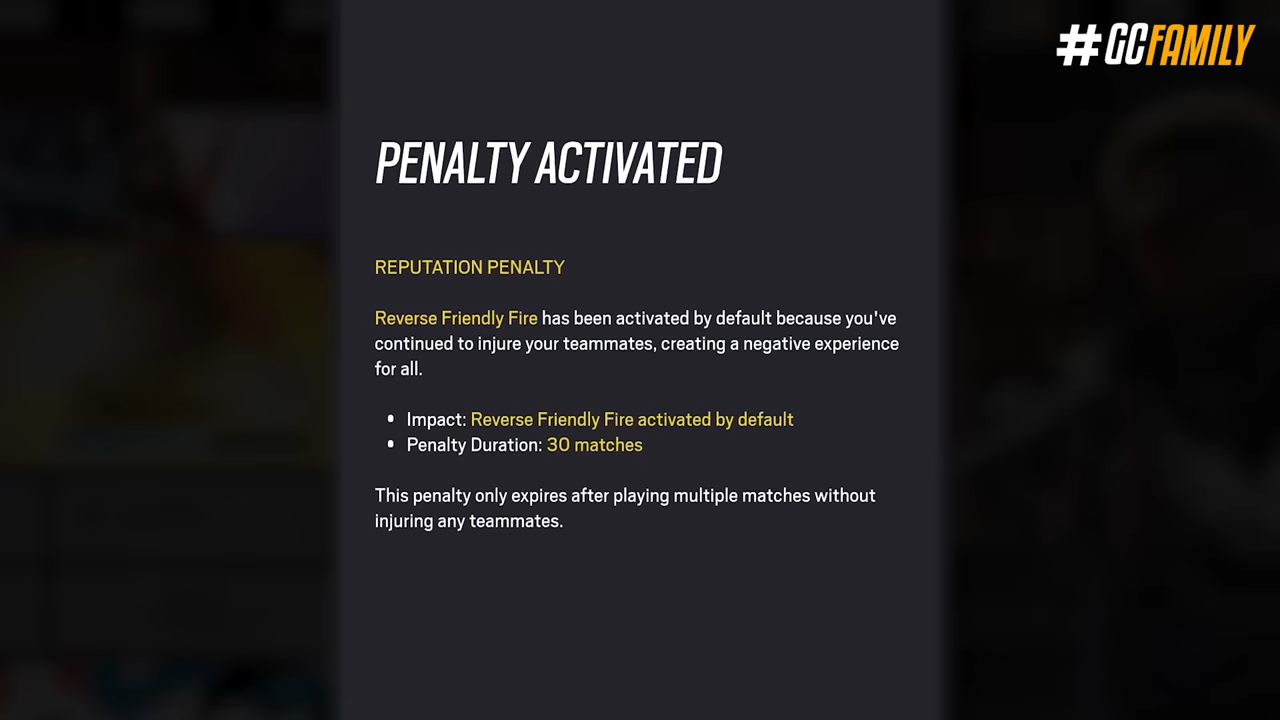 #GCFAMILY
PENALTY ACTIVATED
REPUTATION PENALTY
Reverse Friendly Fire has been activated by default because you've
continued to injure your teammates, creating a negative experience
for all.
• Impact: Reverse Friendly Fire activated by default
• Penalty Duration: 30 matches
This penalty only expires after playing multiple matches without
injuring any teammates.